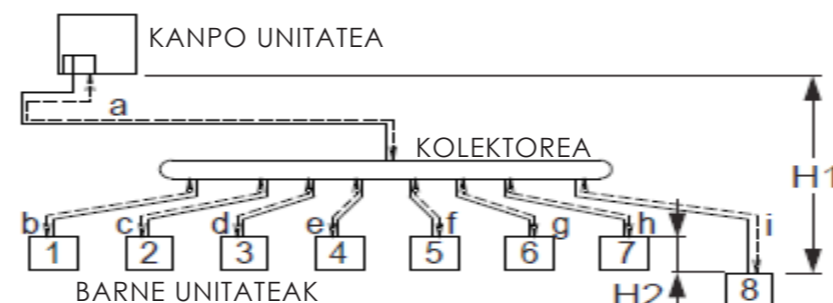 KANPO UNITATEA
a
KOLEKTOREA
H1
b c d e f g h i
1 2 3 4 5 6 7
H2 8
BARNE UNITATEAK